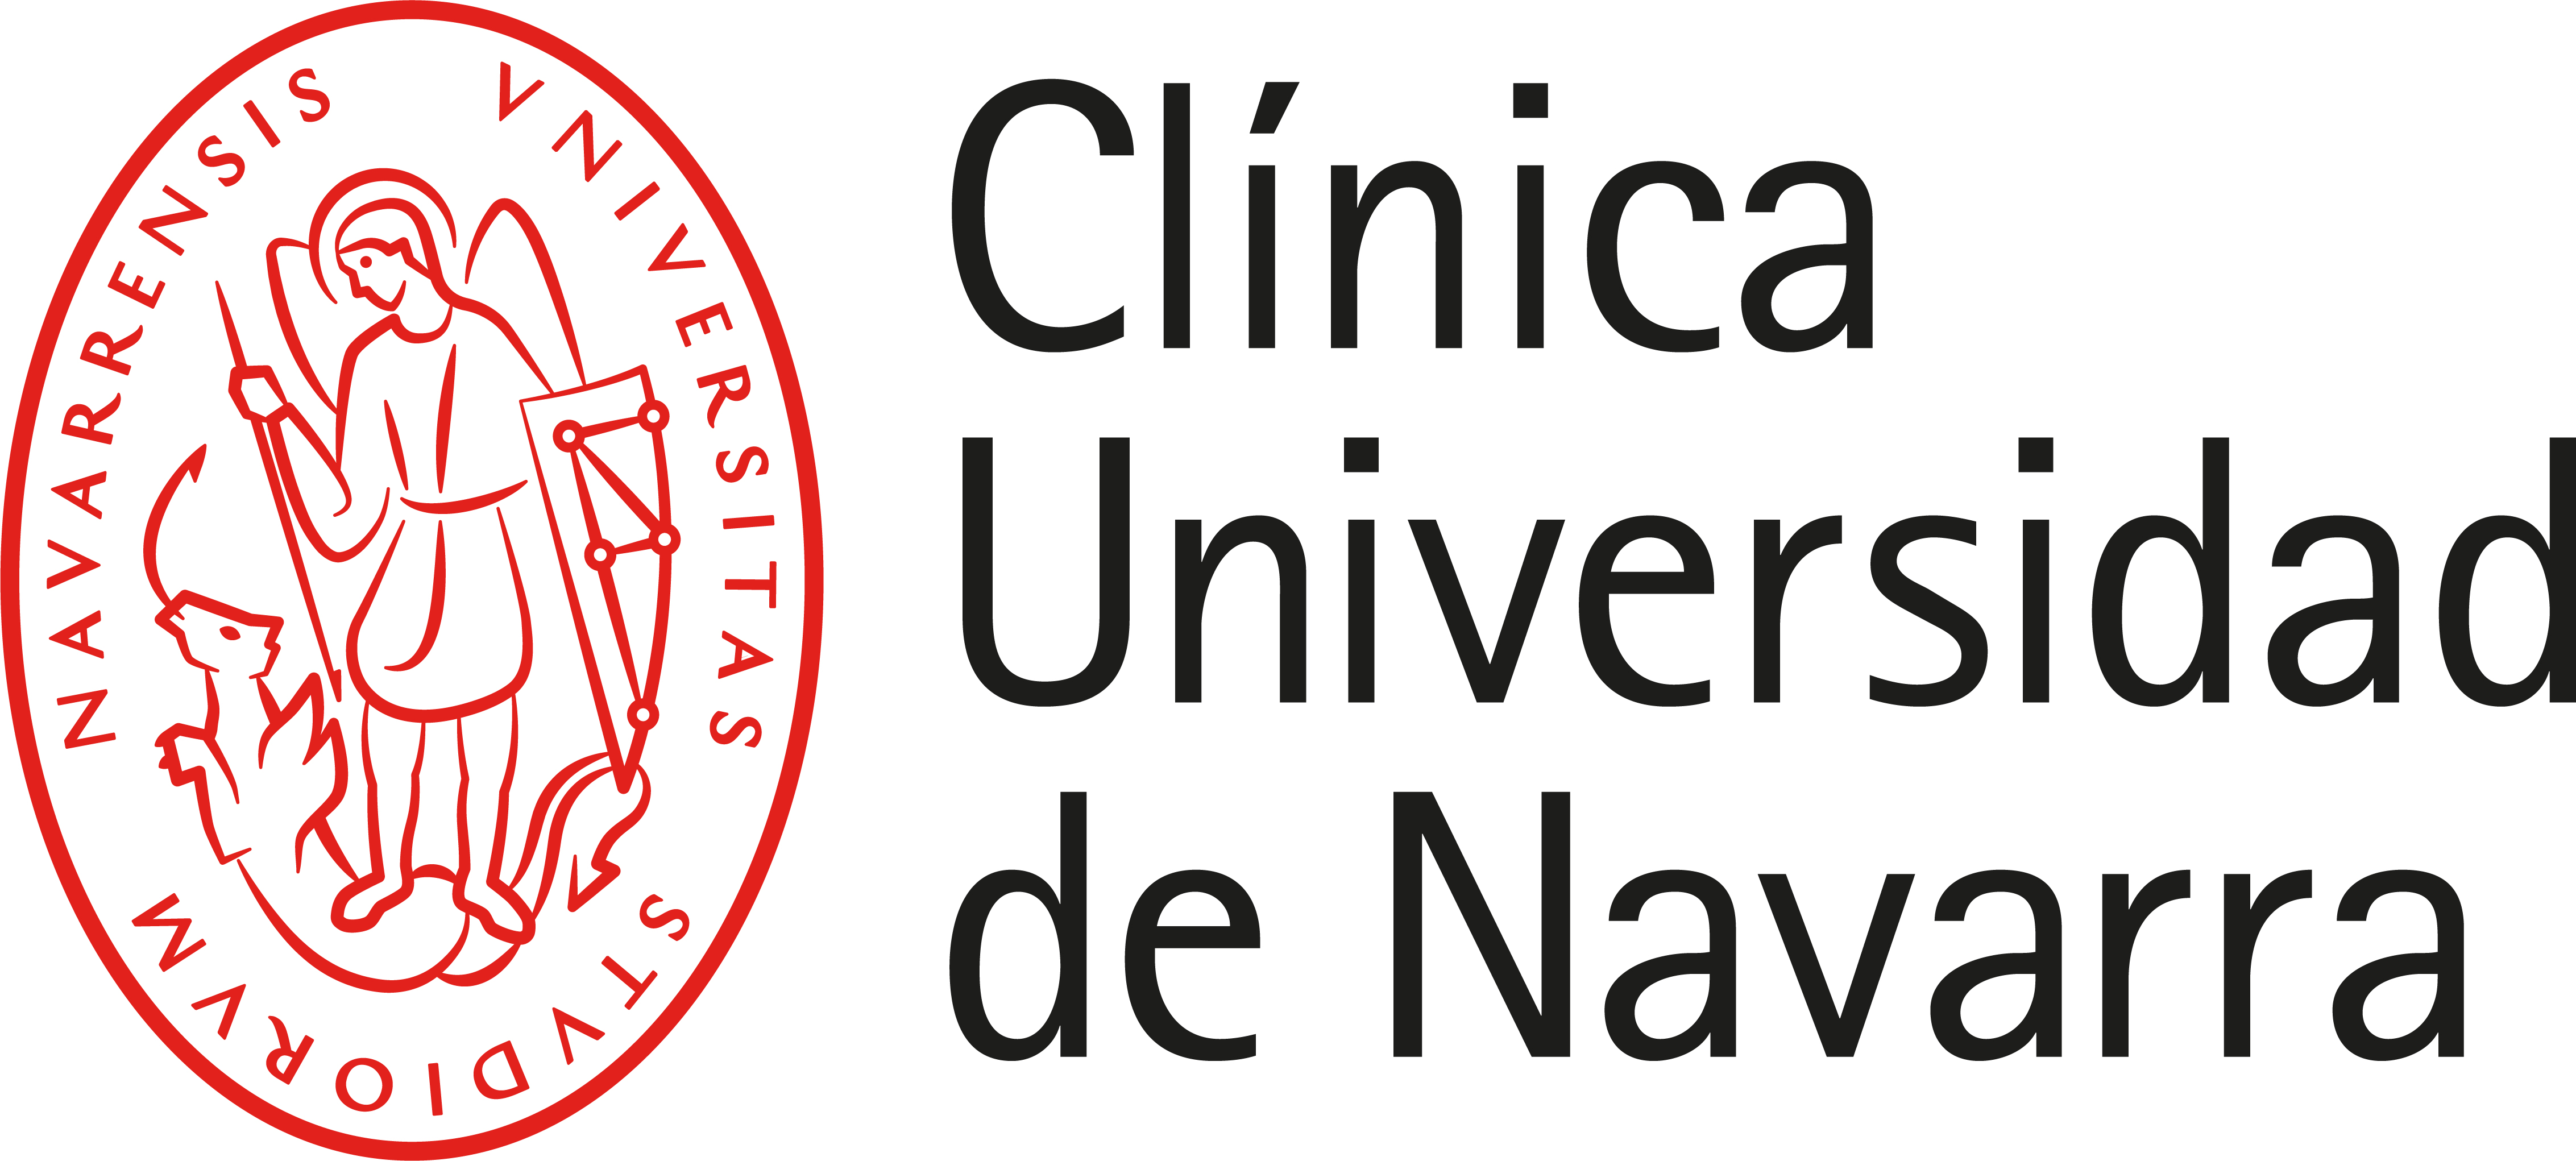 VNIVERSITAS STVDIORVM NAVARRENSIS
Clínica
Universidad
de Navarra